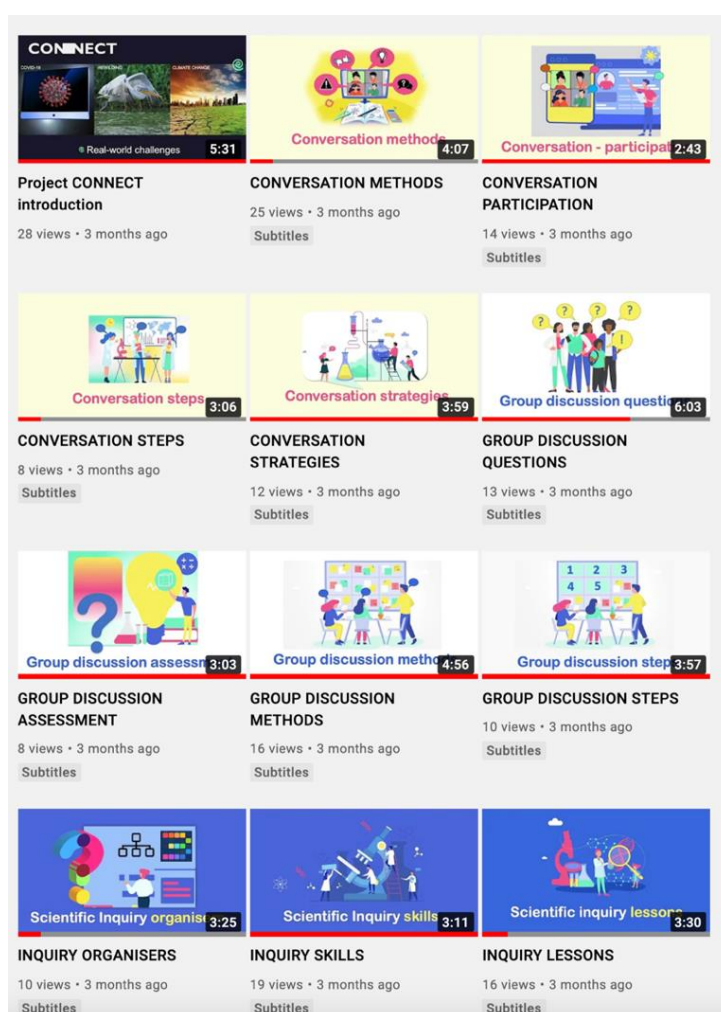 CONNECT
COVID-19
REWILDING
CLIMATE CHANGE
Real-world challenges
5:31
Project CONNECT
introduction
28 views • 3 months ago
Conversation methods
4:07
CONVERSATION METHODS
25 views • 3 months ago
Subtitles
Conversation - participat
2:43
CONVERSATION
PARTICIPATION
14 views • 3 months ago
Subtitles
Conversation steps
3:06
CONVERSATION STEPS
8 views • 3 months ago
Subtitles
Conversation strategies
3:59
CONVERSATION
STRATEGIES
12 views • 3 months ago
Subtitles
? ? ? ?
!
Group discussion questio
6:03
GROUP DISCUSSION
QUESTIONS
13 views • 3 months ago
Subtitles
?
Group discussion assessm
3:03
GROUP DISCUSSION
ASSESSMENT
8 views • 3 months ago
Subtitles
Group discussion metho
4:56
GROUP DISCUSSION
METHODS
16 views • 3 months ago
Subtitles
1 2 3
4 5
Group discussion step
3:57
GROUP DISCUSSION STEPS
10 views • 3 months ago
Subtitles
Scientific Inquiry organise
3:25
INQUIRY ORGANISERS
10 views • 3 months ago
Subtitles
Scientific Inquiry skills
3:11
INQUIRY SKILLS
19 views • 3 months ago
Subtitles
Scientific inquiry lessons
3:30
INQUIRY LESSONS
16 views • 3 months ago
Subtitles